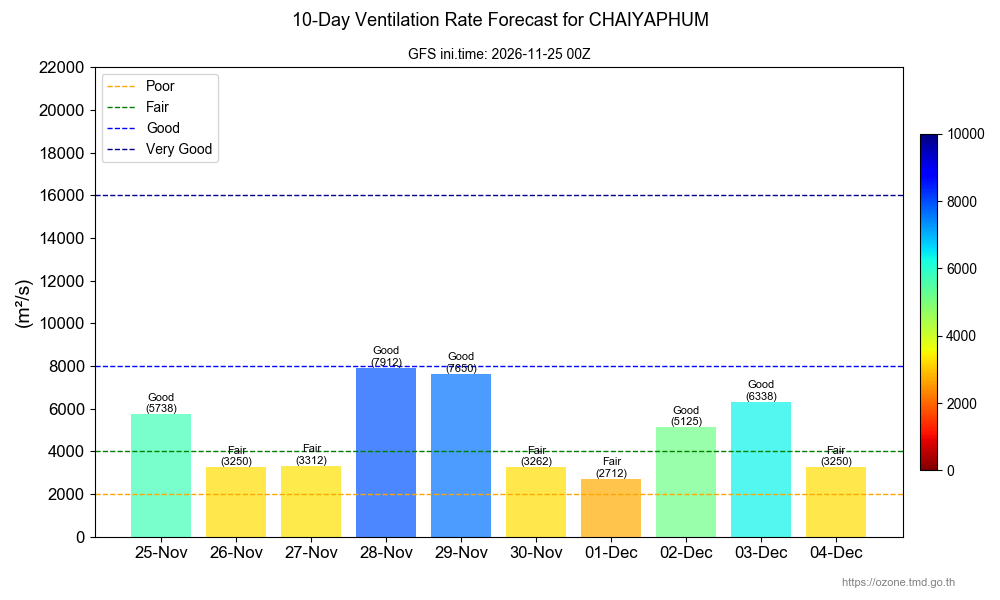 10-Day Ventilation Rate Forecast for CHAIYAPHUM
GFS ini.time: 2026-11-25 00Z
(m²/s)
22000
20000
18000
16000
14000
12000
10000
8000
6000
4000
2000
0
Poor
Fair
Good
Very Good
Good
(5738)
Fair
(3250)
Fair
(3312)
Good
(7912)
Good
(7650)
Fair
(3262)
Fair
(2712)
Good
(5125)
Good
(6338)
Fair
(3250)
25-Nov 26-Nov 27-Nov 28-Nov 29-Nov 30-Nov 01-Dec 02-Dec 03-Dec 04-Dec
10000
8000
6000
4000
2000
0
https://ozone.tmd.go.th